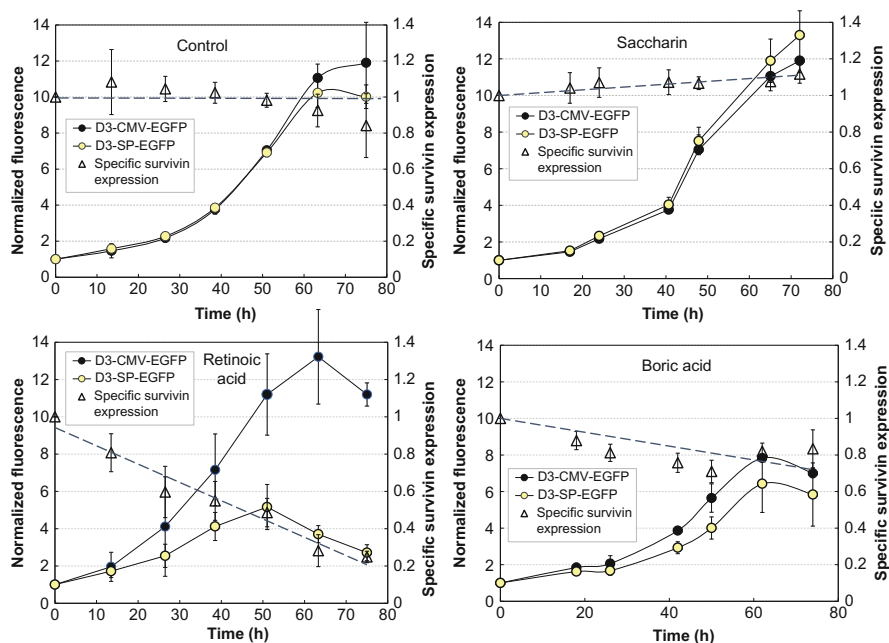 Control
Normalized fluorescence
14
12
10
8
6
4
2
0
1.4
1.2
1
0.8
0.6
0.4
0.2
0
Specific survivin expression
D3-CMV-EGFP
D3-SP-EGFP
Specific survivin
expression
0 10 20 30 40 50 60 70 80
Time (h)
Saccharin
Normalized fluorescence
14
12
10
8
6
4
2
0
1.4
1.2
1
0.8
0.6
0.4
0.2
0
Specific survivin expression
D3-CMV-EGFP
D3-SP-EGFP
Specific survivin
expression
0 20 40 60 80
Time (h)
Retinoic
acid
Normalized fluorescence
14
12
10
8
6
4
2
0
1.4
1.2
1
0.8
0.6
0.4
0.2
0
Specific survivin expression
D3-CMV-EGFP
D3-SP-EGFP
Specific survivin
expression
0 10 20 30 40 50 60 70 80
Time (h)
Boric acid
Normalized fluorescence
14
12
10
8
6
4
2
0
1.4
1.2
1
0.8
0.6
0.4
0.2
0
Specific survivin expression
D3-CMV-EGFP
D3-SP-EGFP
Specific survivin
expression
0 20 40 60 80
Time (h)